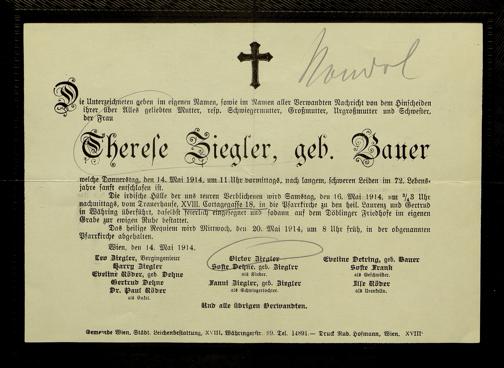 Die Unterzeichneten geben im eigenen Namen, sowie im Namen aller Verwandten Nachricht von dem Hinscheiden
ihrer, über Alles geliebten Mutter, resp. Schwiegermutter, Großmutter, Urgroßmutter und Schwester,
der Frau
Therese Ziegler, geb. Bauer
welche Donnerstag, den 14. Mai 1914, um 11 Uhr vormittags, nach langem, schweren Leiden im 72. Lebens-
jahre sanft entschlafen ist.
Die irdische Hülle der uns teuren Verblichenen wird Samstag, den 16. Mai 1914, um 3/4 3 Uhr
nachmittags, vom Trauerhause, XVIII. Cottagegasse 18, in die Pfarrkirche zu den heil. Laurenz und Gertrud
in Währing überführt, daselbst feierlich eingesegnet und sodann auf dem Döblinger Friedhofe im eigenen
Grabe zur ewigen Ruhe bestattet.
Das heilige Requiem wird Mittwoch, den 20. Mai 1914, um 8 Uhr früh, in der obgenannten
Pfarrkirche abgehalten.
Wien, den 14. Mai 1914.
Leo Ziegler, Bergingenieur
Harry Ziegler
Eveline Röder, geb. Dehne
Gertrud Dehne
Dr. Paul Röder
als Enkel.
Victor Ziegler
Sofie Dehne, geb. Ziegler
als Kinder.
Fanni Ziegler, geb. Ziegler
als Schwiegertochter.
Eveline Detring, geb. Bauer
Sofie Frank
als Geschwister.
Ilse Röder
als Urenkelin.
Und alle übrigen Verwandten.
Gemeinde Wien, Städt. Leichenbestattung, XVIII, Währingerstr. 99. Tel. 14891. — Druck Rud. Hofmann, Wien, XVIII